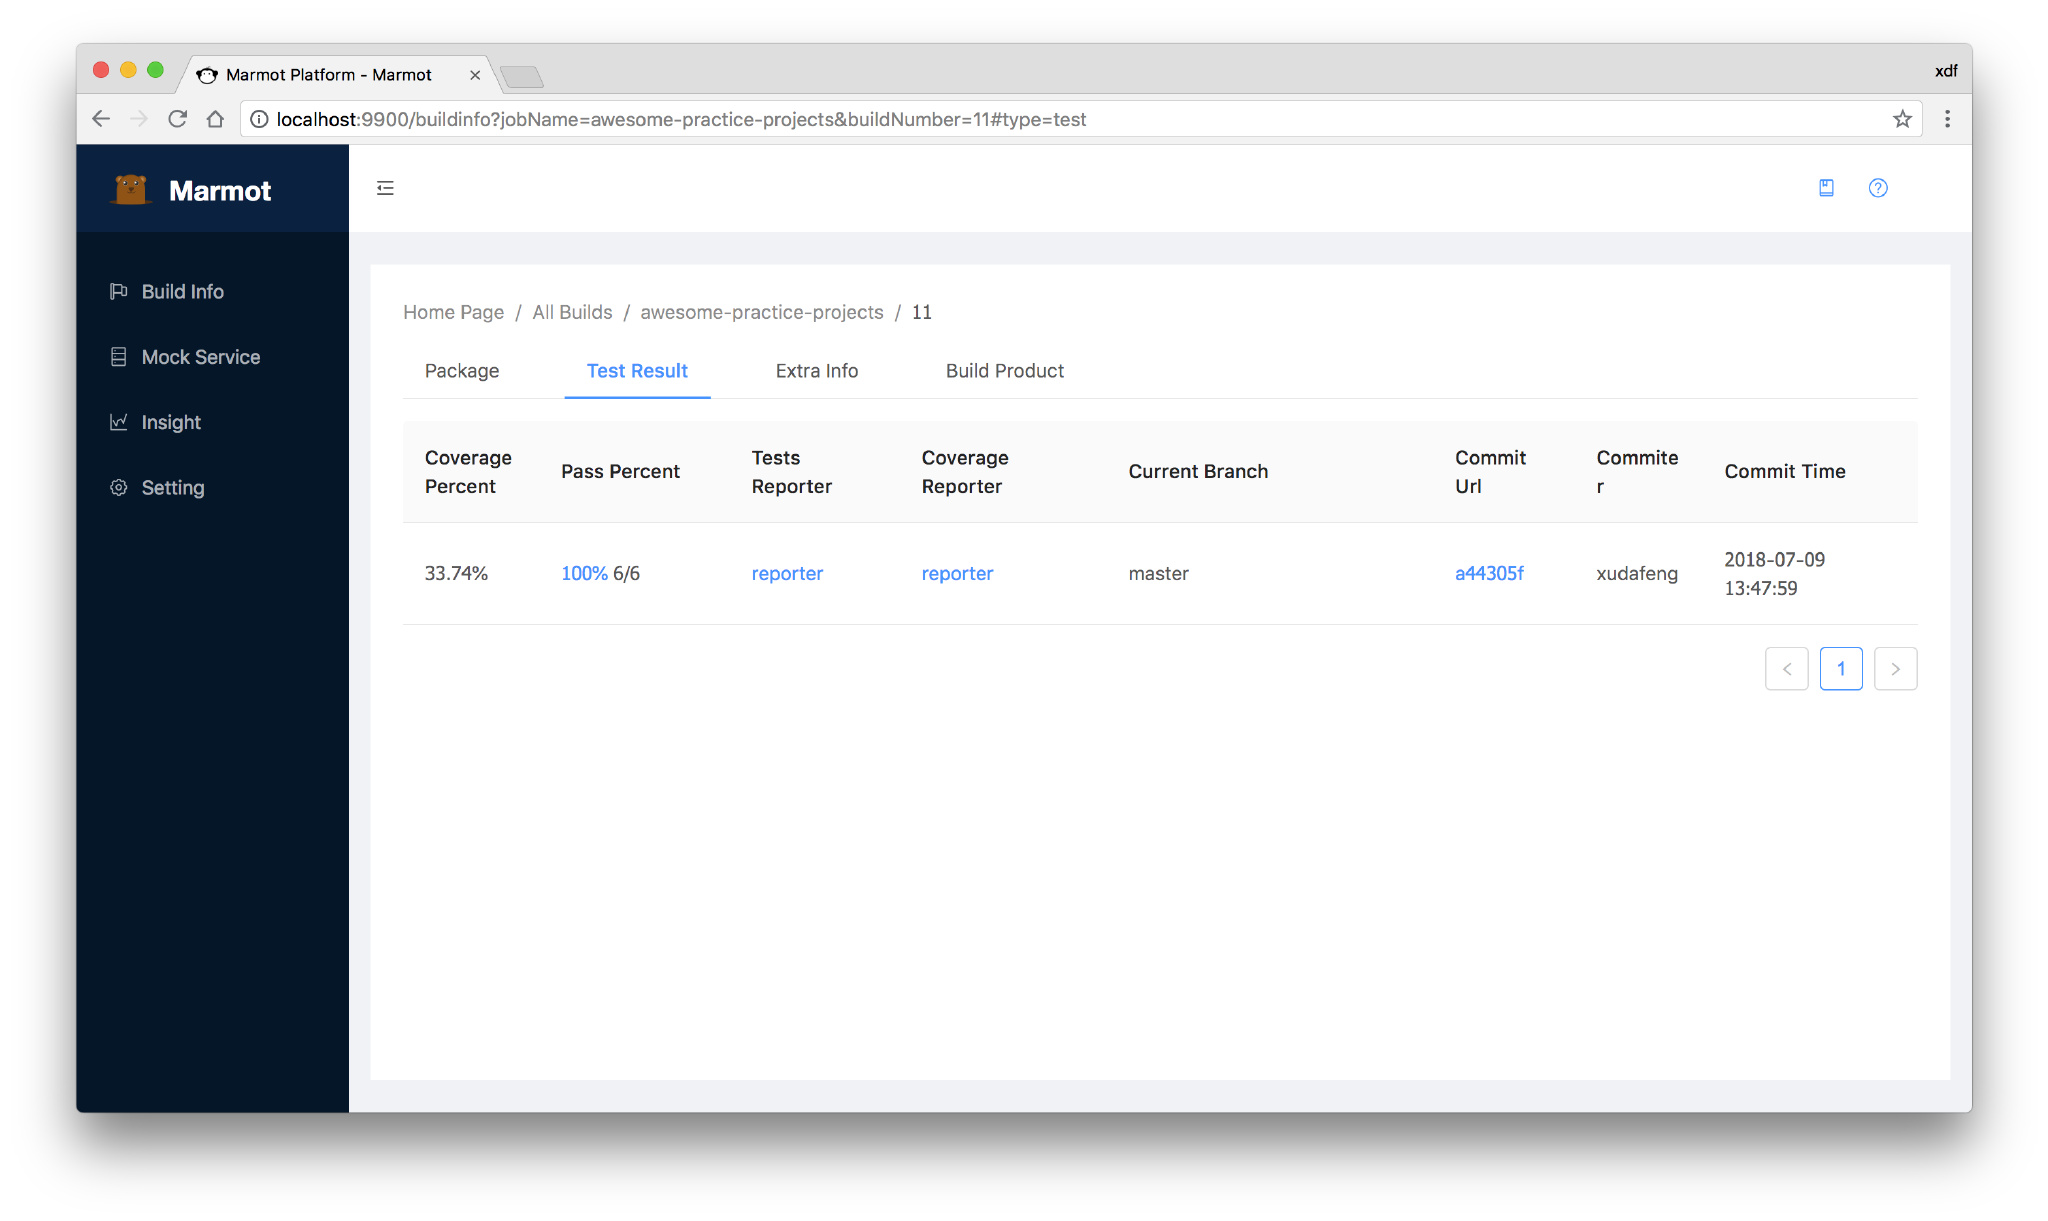 Marmot Platform - Marmot
xdf
localhost:9900/buildinfo?jobName=awesome-practice-projects&buildNumber=11#type=test
Marmot
Build Info
Mock Service
Insight
Setting
Home Page / All Builds / awesome-practice-projects / 11
Package Test Result Extra Info Build Product
Coverage Percent Pass Percent Tests Reporter Coverage Reporter Current Branch Commit Url Commite r Commit Time
33.74% 100% 6/6 reporter reporter master a44305f xudafeng 2018-07-09 13:47:59
< 1 >